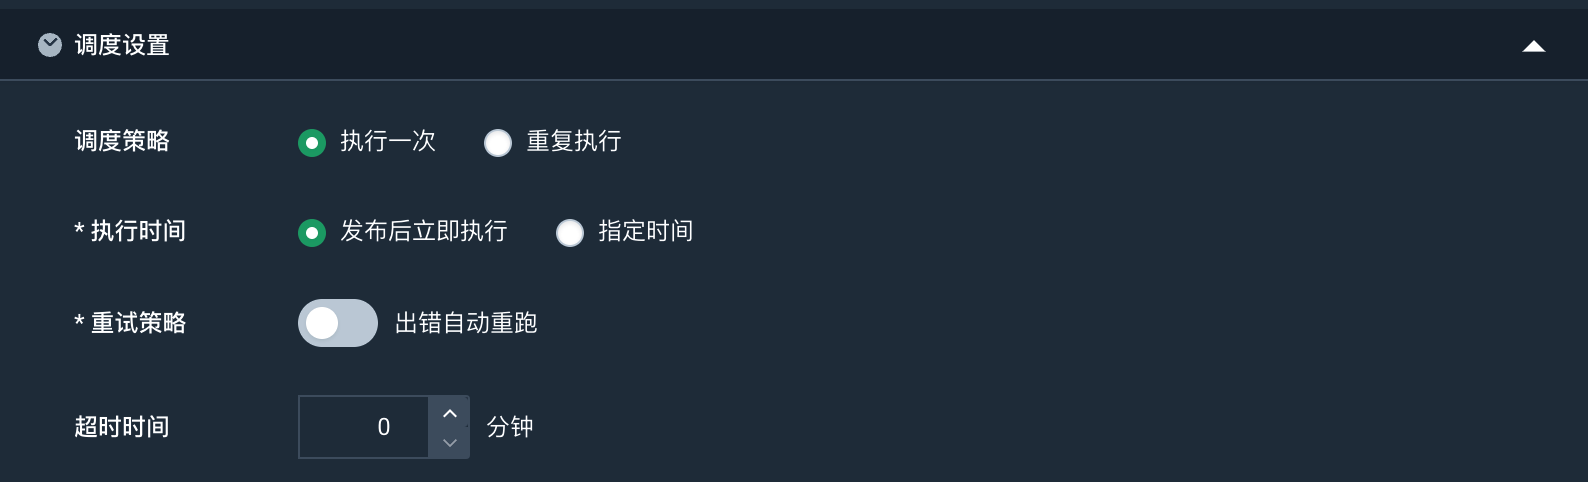 调度设置
调度策略 执行一次 重复执行
* 执行时间 发布后立即执行 指定时间
* 重试策略 出错自动重跑
超时时间 0 分钟